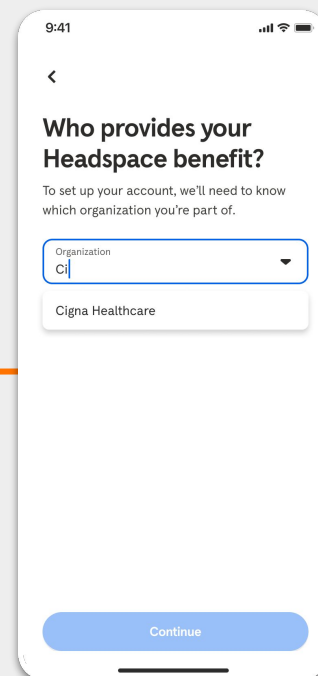 9:41
Who provides your
Headspace benefit?
To set up your account, we'll need to know
which organization you're part of.
Organization
Ci
Cigna Healthcare
Continue